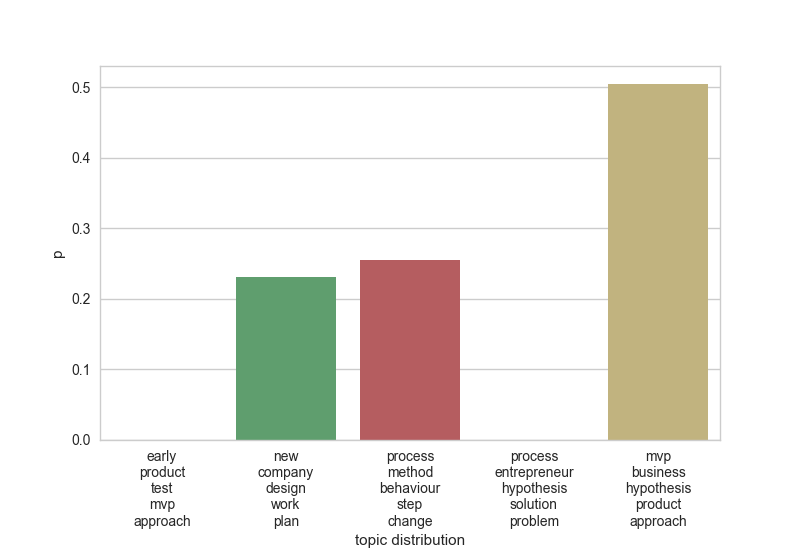 0.5
0.4
0.3
0.2
0.1
0.0
p
early
product
test
mvp
approach
new
company
design
work
plan
process
method
behaviour
step
change
process
entrepreneur
hypothesis
solution
problem
mvp
business
hypothesis
product
approach
topic distribution